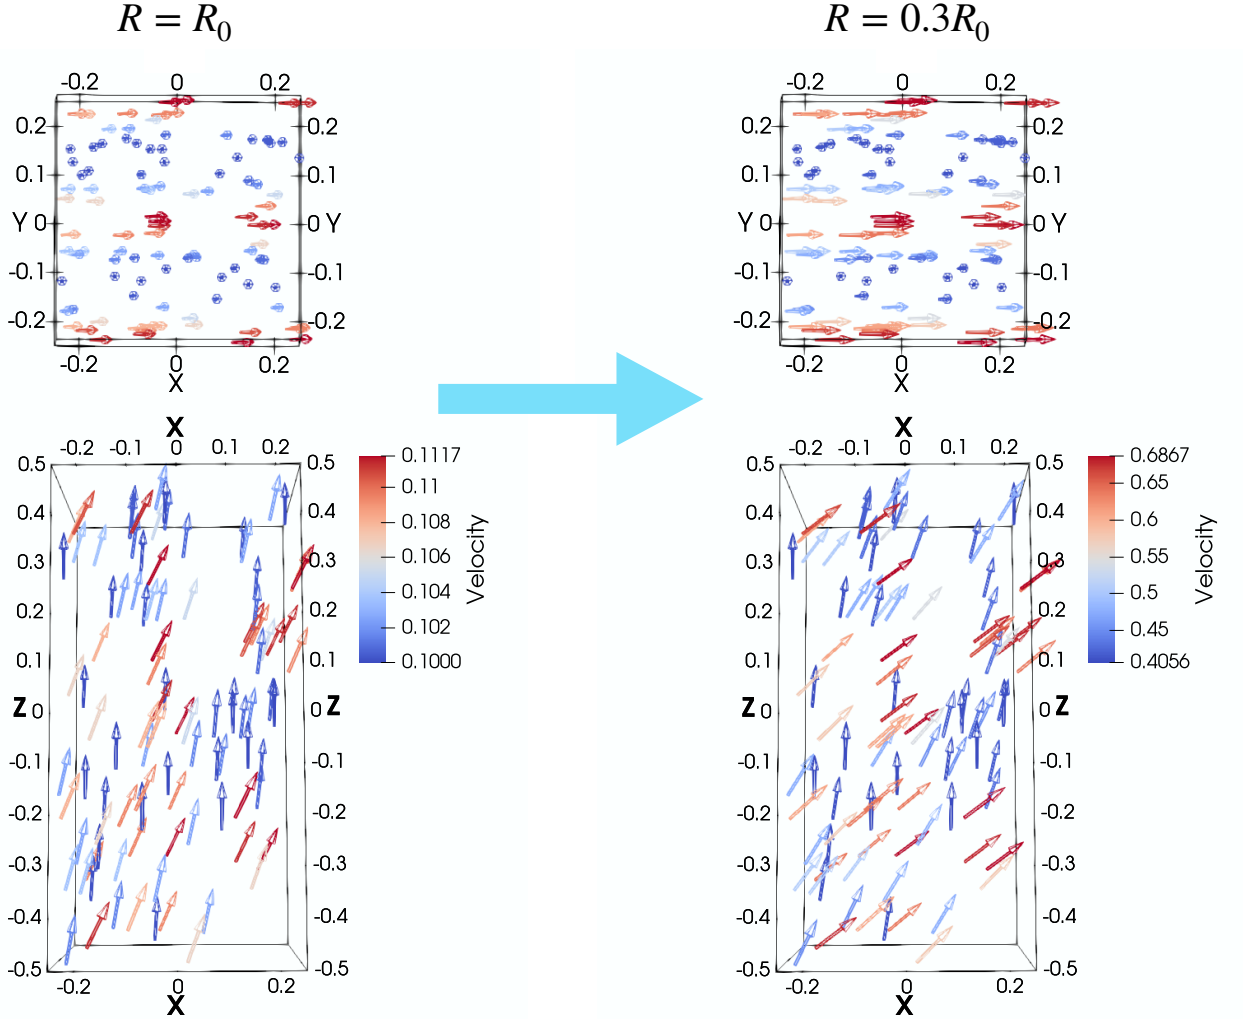 R = R₀
R = 0.3R₀
-0.2 0 0.2
0.2 0.2
0.1 0.1
Y 0 0 Y
-0.1 -0.1
-0.2 -0.2
-0.2 0 0.2
X
-0.2 0 0.2
0.2 0.2
0.1 0.1
Y 0 0 Y
-0.1 -0.1
-0.2 -0.2
-0.2 0 0.2
X
X
-0.2 -0.1 0 0.1 0.2
0.5 0.5
0.4 0.4
0.3 0.3
0.2 0.2
0.1 0.1
Z 0 0 Z
-0.1 -0.1
-0.2 -0.2
-0.3 -0.3
-0.4 -0.4
-0.5 -0.5
-0.2 0 0.2
X
0.1117
0.11
0.108
0.106
0.104
0.102
0.1000
Velocity
X
-0.2 -0.1 0 0.1 0.2
0.5 0.5
0.4 0.4
0.3 0.3
0.2 0.2
0.1 0.1
Z 0 0 Z
-0.1 -0.1
-0.2 -0.2
-0.3 -0.3
-0.4 -0.4
-0.5 -0.5
-0.2 0 0.2
X
0.6867
0.65
0.6
0.55
0.5
0.45
0.4056
Velocity